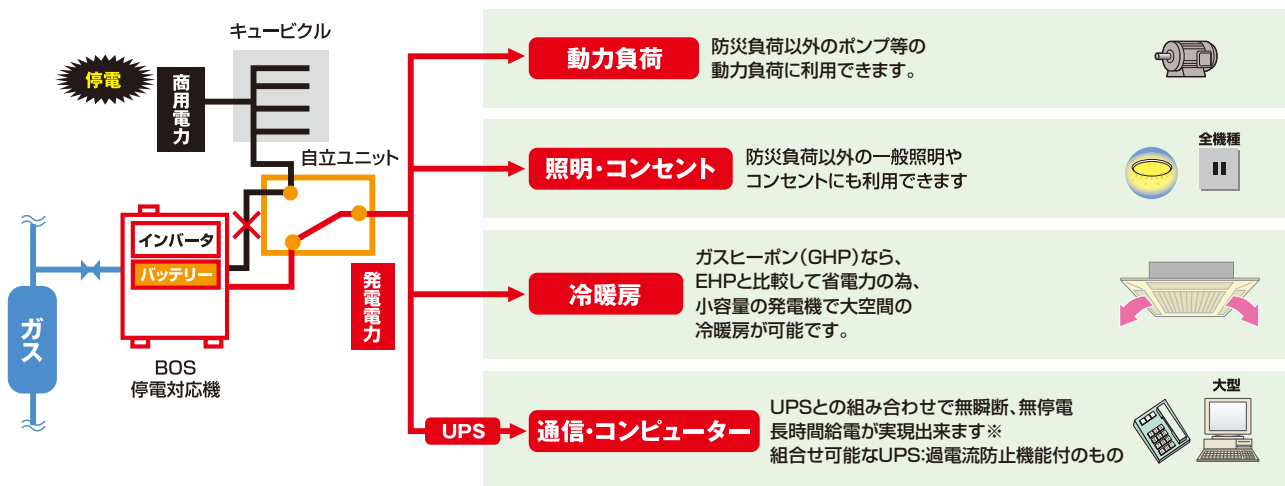 キュービクル
停電
商用電力
自立ユニット
インバータ
バッテリー
ガス
BOS
停電対応機
発電電力
動力負荷
防災負荷以外のポンプ等の
動力負荷に利用できます。
照明・コンセント
防災負荷以外の一般照明や
コンセントにも利用できます
全機種
冷暖房
ガスヒーポン(GHP)なら、
EHPと比較して省電力の為、
小容量の発電機で大空間の
冷暖房が可能です。
UPS
通信・コンピューター
UPSとの組み合わせで無瞬断、無停電
長時間給電が実現出来ます※
組合せ可能なUPS:過電流防止機能付のもの
大型